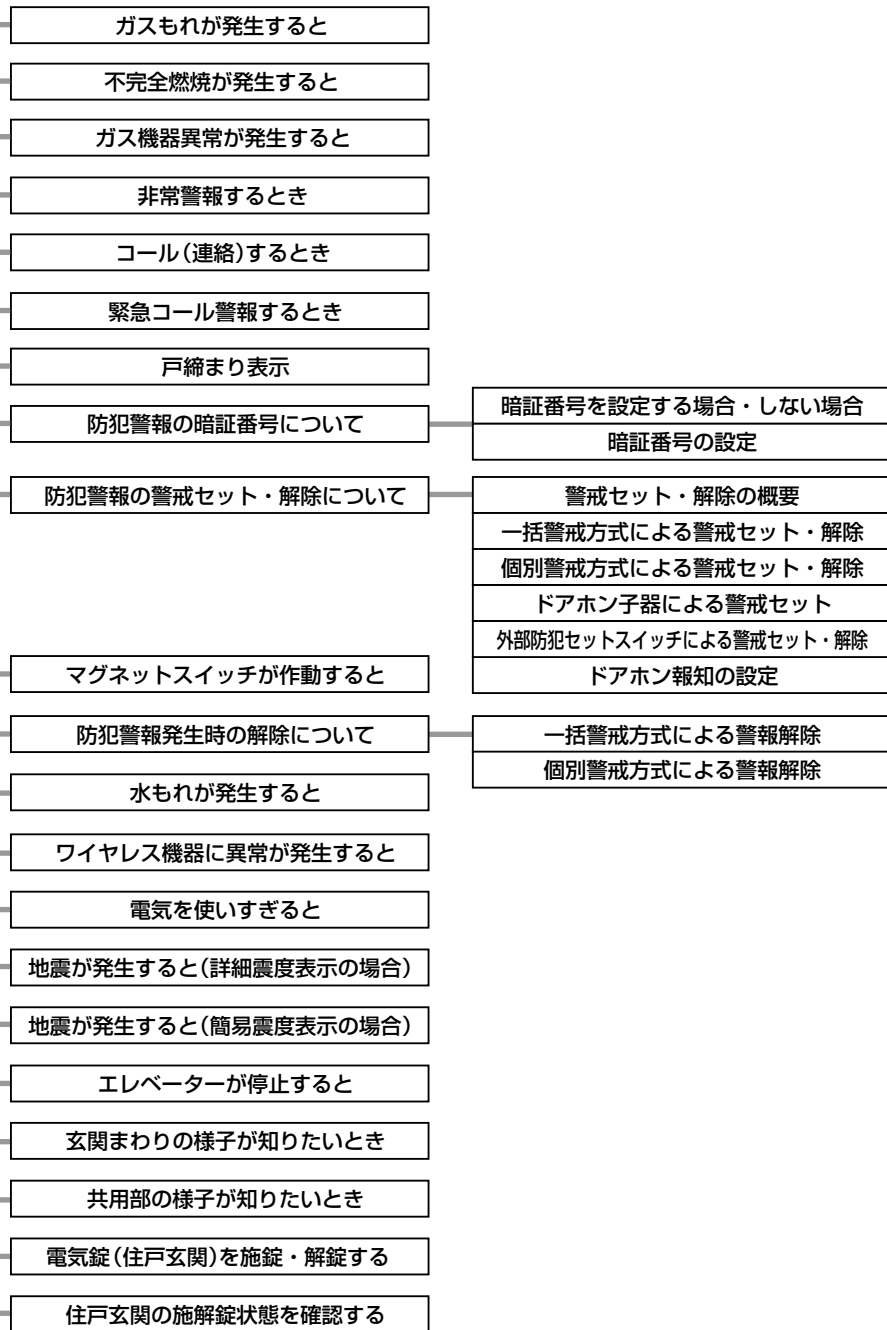 ガスもれが発生すると
不完全燃焼が発生すると
ガス機器異常が発生すると
非常警報するとき
コール(連絡)するとき
緊急コール警報するとき
戸締まり表示
防犯警報の暗証番号について
暗証番号を設定する場合・しない場合
暗証番号の設定
防犯警報の警戒セット・解除について
警戒セット・解除の概要
一括警戒方式による警戒セット・解除
個別警戒方式による警戒セット・解除
ドアホン子器による警戒セット
外部防犯セットスイッチによる警戒セット・解除
ドアホン報知の設定
マグネットスイッチが作動すると
防犯警報発生時の解除について
一括警戒方式による警報解除
個別警戒方式による警報解除
水もれが発生すると
ワイヤレス機器に異常が発生すると
電気を使いすぎると
地震が発生すると(詳細震度表示の場合)
地震が発生すると(簡易震度表示の場合)
エレベーターが停止すると
玄関まわりの様子が知りたいとき
共用部の様子が知りたいとき
電気錠(住戸玄関)を施錠・解錠する
住戸玄関の施解錠状態を確認する